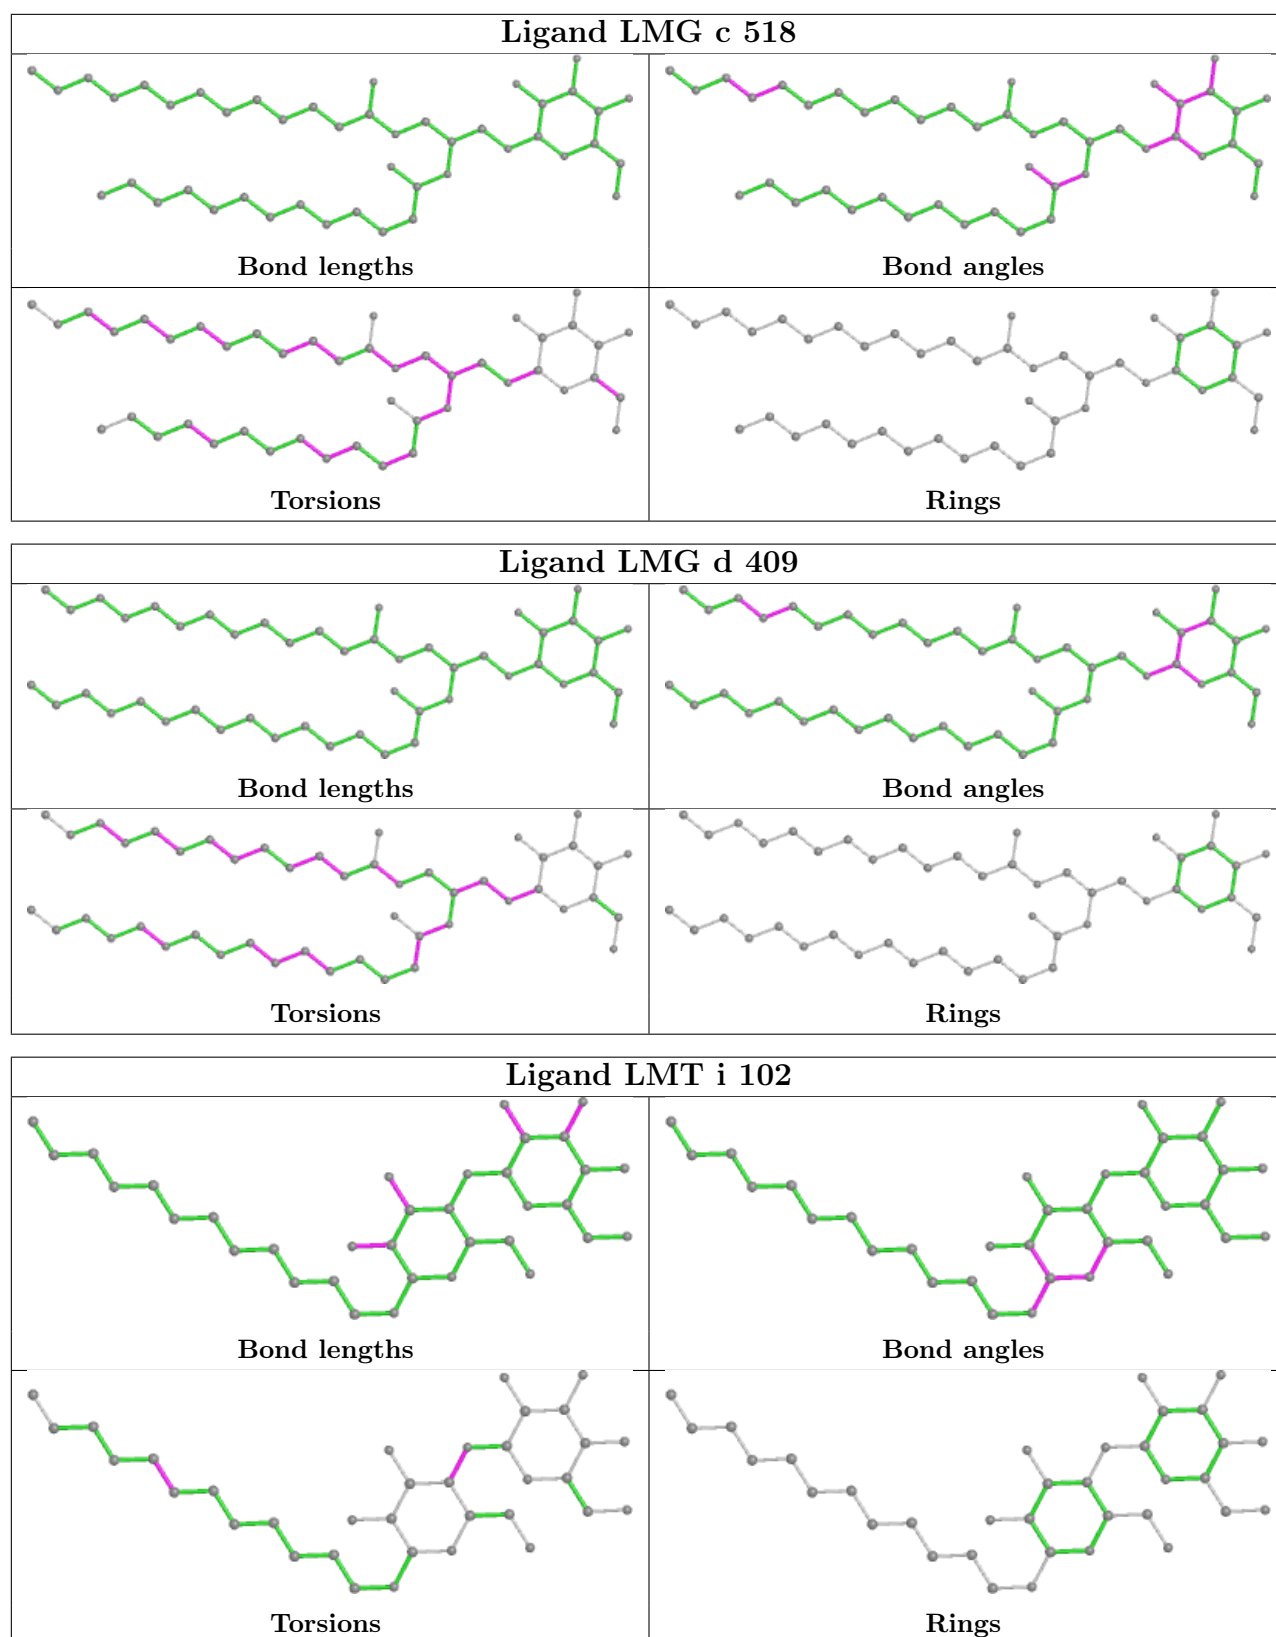 Ligand LMG c 518
Bond lengths
Bond angles
Torsions
Rings
Ligand LMG d 409
Bond lengths
Bond angles
Torsions
Rings
Ligand LMT i 102
Bond lengths
Bond angles
Torsions
Rings